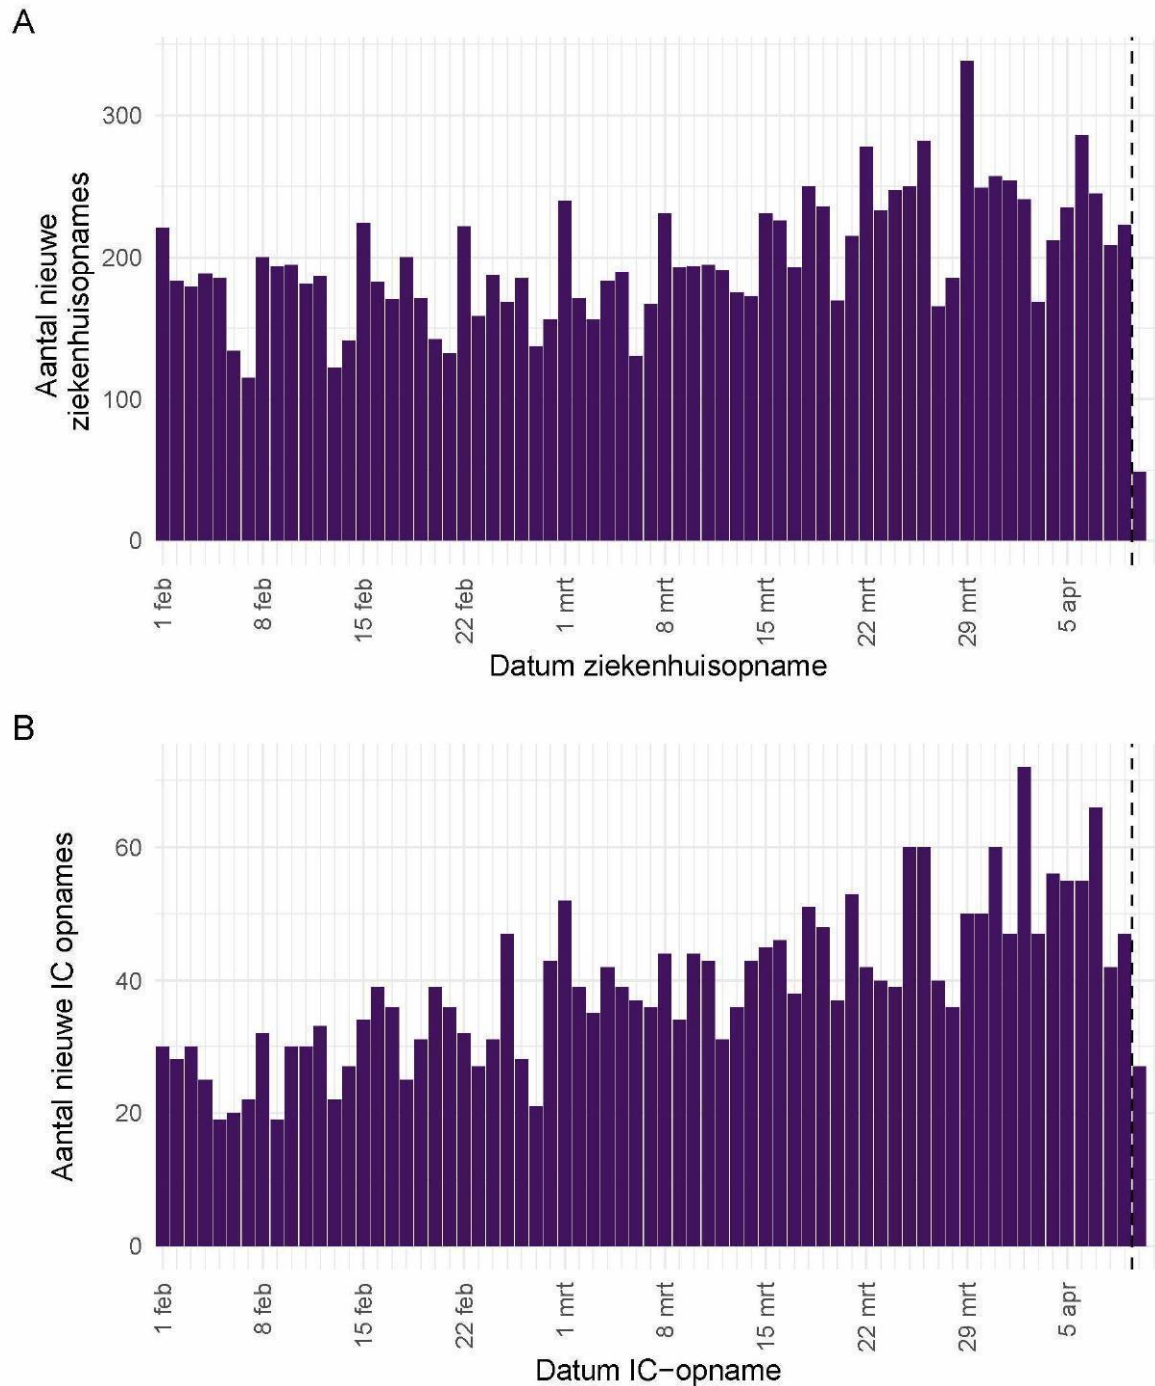 A
Aantal nieuwe
ziekenhuisopnames
300
200
100
0
1 feb
8 feb
15 feb
22 feb
1 mrt
8 mrt
15 mrt
22 mrt
29 mrt
5 apr
Datum ziekenhuisopname
B
Aantal nieuwe IC opnames
60
40
20
0
1 feb
8 feb
15 feb
22 feb
1 mrt
8 mrt
15 mrt
22 mrt
29 mrt
5 apr
Datum IC−opname